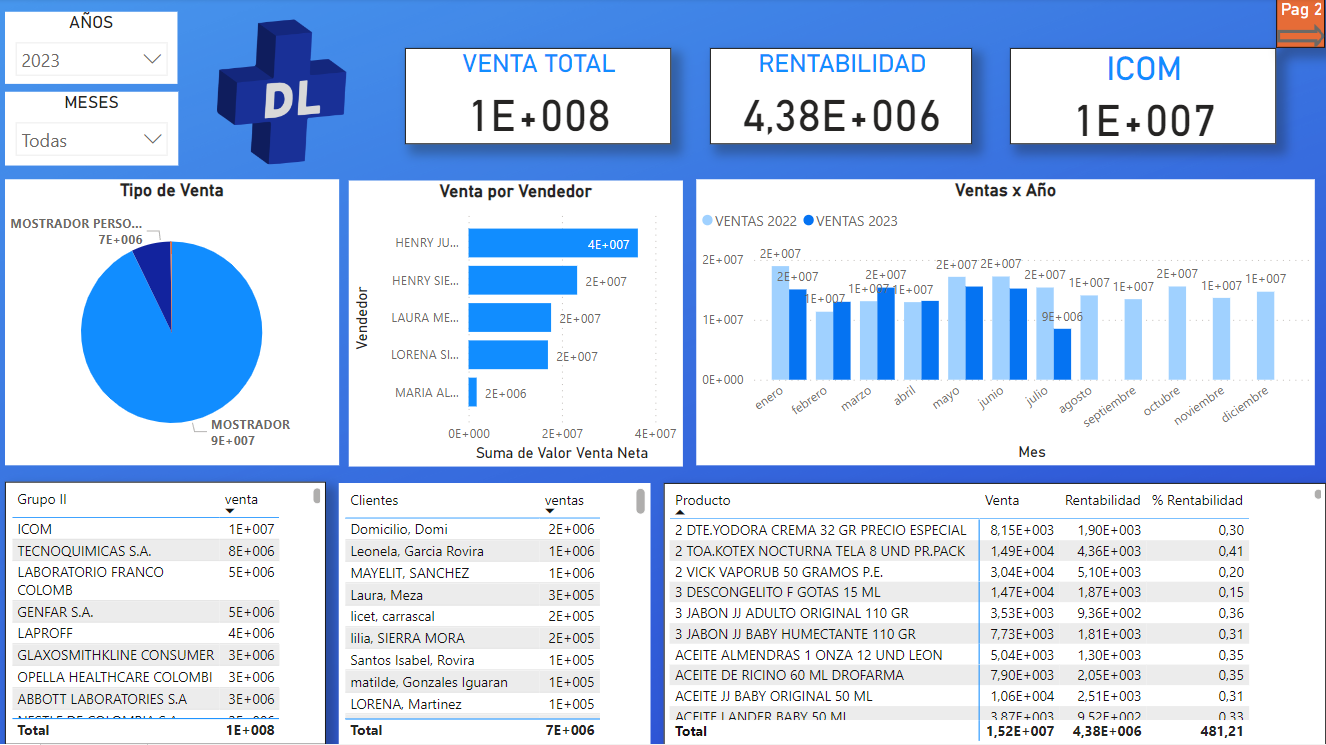 Pag 2
AÑOS
2023
MESES
Todas
DL
VENTA TOTAL
1E+008
RENTABILIDAD
4,38E+006
ICOM
1E+007
Tipo de Venta
MOSTRADOR PERSO...
7E+006
MOSTRADOR
9E+007
Venta por Vendedor
Vendedor
HENRY JU... 4E+007
HENRY SIE... 2E+007
LAURA ME... 2E+007
LORENA SI... 2E+007
MARIA AL... 2E+006
0E+000 2E+007 4E+007
Suma de Valor Venta Neta
Ventas x Año
VENTAS 2022 VENTAS 2023
2E+007
1E+007
0E+000
2E+007 2E+007 1E+007 1E+007 2E+007 1E+007 2E+007 2E+007 2E+007 9E+006 1E+007 1E+007 2E+007 1E+007 1E+007
enero febrero marzo abril mayo junio julio agosto septiembre octubre noviembre diciembre
Mes
Grupo II venta
ICOM 1E+007
TECNOQUIMICAS S.A. 8E+006
LABORATORIO FRANCO 5E+006
COLOMB
GENFAR S.A. 5E+006
LAPROFF 4E+006
GLAXOSMITHKLINE CONSUMER 3E+006
OPELLA HEALTHCARE COLOMBI 3E+006
ABBOTT LABORATORIES S.A 3E+006
Total 1E+008
Clientes ventas
Domicilio, Domi 2E+006
Leonela, Garcia Rovira 1E+006
MAYELIT, SANCHEZ 1E+006
Laura, Meza 3E+005
licet, carrascal 2E+005
lilia, SIERRA MORA 2E+005
Santos Isabel, Rovira 1E+005
matilde, Gonzales Iguaran 1E+005
LORENA, Martinez 1E+005
Total 7E+006
Producto Venta Rentabilidad % Rentabilidad
2 DTE.YODORA CREMA 32 GR PRECIO ESPECIAL 8,15E+003 1,90E+003 0,30
2 TOA.KOTEX NOCTURNA TELA 8 UND PR.PACK 1,49E+004 4,36E+003 0,41
2 VICK VAPORUB 50 GRAMOS P.E. 3,04E+004 5,10E+003 0,20
3 DESCONGELITO F GOTAS 15 ML 1,47E+004 1,87E+003 0,15
3 JABON JJ ADULTO ORIGINAL 110 GR 3,53E+003 9,36E+002 0,36
3 JABON JJ BABY HUMECTANTE 110 GR 7,73E+003 1,81E+003 0,31
ACEITE ALMENDRAS 1 ONZA 12 UND LEON 5,04E+003 1,30E+003 0,35
ACEITE DE RICINO 60 ML DROFARMA 7,90E+003 2,05E+003 0,35
ACEITE JJ BABY ORIGINAL 50 ML 1,06E+004 2,51E+003 0,31
ACEITE LANDER BABY 50 ML 3,87E+003 9,52E+002 0,33
Total 1,52E+007 4,38E+006 481,21